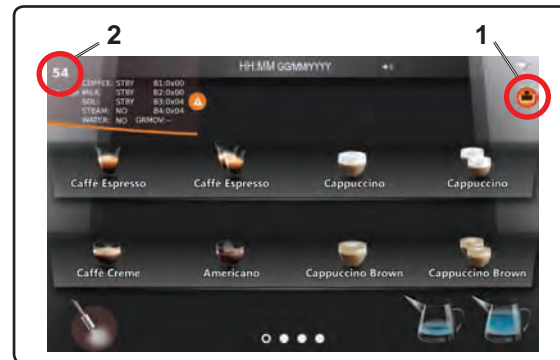 2
1
54
HH:MM GG/MM/YYYY
COFFEE: STBY B1:0x00
MILK: STBY B2:0x00
SOL: STBY B3:0x04
STEAM: NO B4:0x04
WATER: NO GRMOV:--
Caffè Espresso Caffè Espresso Cappuccino Cappuccino
Caffè Creme Americano Cappuccino Brown Cappuccino Brown